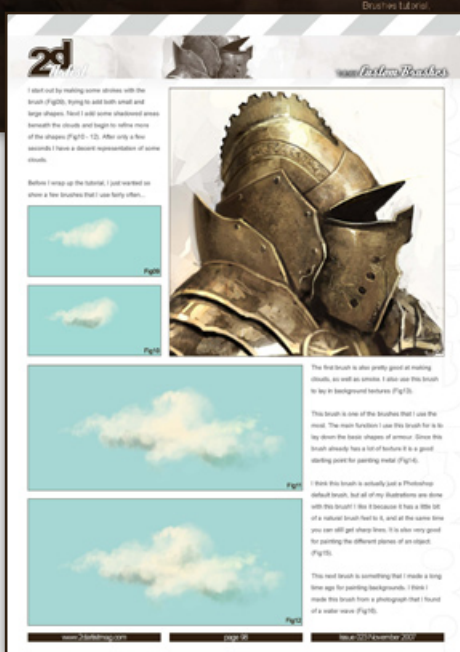 Brushes tutorial.
2d
Custom Brushes
I start out by making some strokes with the
brush (Fig09), trying to add both small and
large shapes. Next I add some shadowed areas
beneath the clouds and begin to refine more
of the shapes (Fig10 - 12). After only a few
seconds I have a decent representation of some
clouds.
Before I wrap up the tutorial, I just wanted so
show a few brushes that I use fairly often...
Fig09
Fig10
The first brush is also pretty good at making
clouds, as well as smoke. I also use this brush
to lay in background textures (Fig13).
This brush is one of the brushes that I use the
most. The main function I use this brush for is to
lay down the basic shapes of armour. Since this
brush already has a lot of texture it is a good
starting point for painting metal (Fig14).
Fig11
I think this brush is actually just a Photoshop
default brush, but all of my illustrations are done
with this brush! I like it because it has a little bit
of a natural brush feel to it, and at the same time
you can still get sharp lines. It is also very good
for painting the different planes of an object
(Fig15).
This next brush is something that I made a long
time ago for painting backgrounds. I think I
made this brush from a photograph that I found
of a water wave (Fig16).
Fig12
www.2dartistmag.com
page 98
issue 023 November 2007